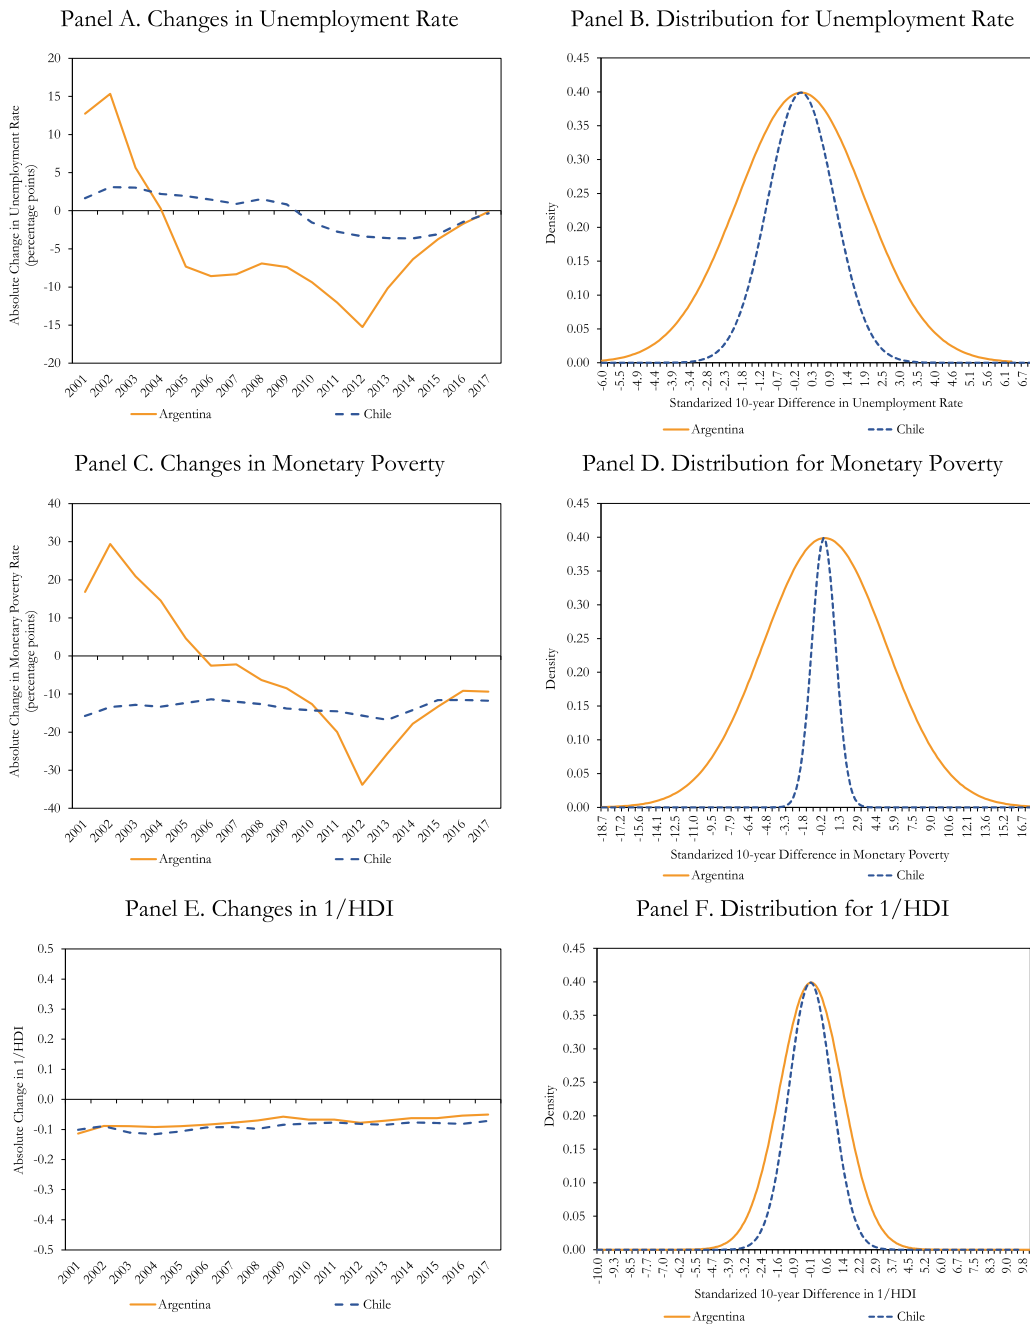 Panel A. Changes in Unemployment Rate
Absolute Change in Unemployment Rate
(percentage points)
20
15
10
5
0
-5
-10
-15
-20
2001 2002 2003 2004 2005 2006 2007 2008 2009 2010 2011 2012 2013 2014 2015 2016 2017
Argentina Chile
Panel B. Distribution for Unemployment Rate
Density
0.45
0.40
0.35
0.30
0.25
0.20
0.15
0.10
0.05
0.00
-6.0 -5.5 -4.9 -4.4 -3.9 -3.4 -2.8 -2.3 -1.8 -1.2 -0.7 -0.2 0.3 0.9 1.4 1.9 2.5 3.0 3.5 4.0 4.6 5.1 5.6 6.1 6.7
Standarized 10-year Difference in Unemployment Rate
Argentina Chile
Panel C. Changes in Monetary Poverty
Absolute Change in Monetary Poverty Rate
(percentage points)
40
30
20
10
0
-10
-20
-30
-40
2001 2002 2003 2004 2005 2006 2007 2008 2009 2010 2011 2012 2013 2014 2015 2016 2017
Argentina Chile
Panel D. Distribution for Monetary Poverty
Density
0.45
0.40
0.35
0.30
0.25
0.20
0.15
0.10
0.05
0.00
-18.7 -17.2 -15.6 -14.1 -12.5 -11.0 -9.5 -7.9 -6.4 -4.8 -3.3 -1.8 -0.2 1.3 2.9 4.4 5.9 7.5 9.0 10.6 12.1 13.6 15.2 16.7
Standarized 10-year Difference in Monetary Poverty
Argentina Chile
Panel E. Changes in 1/HDI
Absolute Change in 1/HDI
0.5
0.4
0.3
0.2
0.1
0.0
-0.1
-0.2
-0.3
-0.4
-0.5
2001 2002 2003 2004 2005 2006 2007 2008 2009 2010 2011 2012 2013 2014 2015 2016 2017
Argentina Chile
Panel F. Distribution for 1/HDI
Density
0.45
0.40
0.35
0.30
0.25
0.20
0.15
0.10
0.05
0.00
-10.0 -9.3 -8.5 -7.7 -7.0 -6.2 -5.5 -4.7 -3.9 -3.2 -2.4 -1.6 -0.9 -0.1 0.6 1.4 2.2 2.9 3.7 4.5 5.2 6.0 6.7 7.5 8.3 9.0 9.8
Standarized 10-year Difference in 1/HDI
Argentina Chile